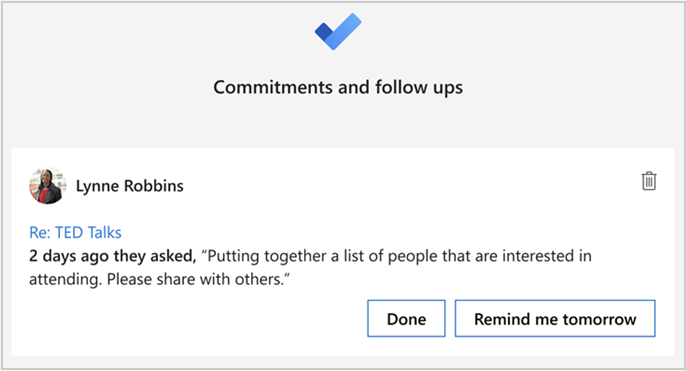 Commitments and follow ups
Lynne Robbins
Re: TED Talks
2 days ago they asked, “Putting together a list of people that are interested in
attending. Please share with others.”
Done
Remind me tomorrow